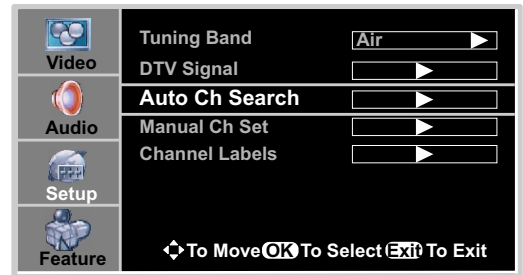 Video
Audio
Setup
Feature
Tuning Band Air
DTV Signal
Auto Ch Search
Manual Ch Set
Channel Labels
To Move OK To Select Exit To Exit